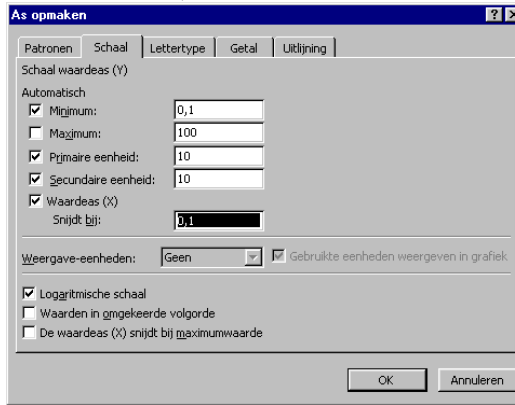 As opmaken
Patronen Schaal Lettertype Getal Uitlijning
Schaal waardeas (Y)
Automatisch
Minimum: 0,1
Maximum: 100
Primaire eenheid: 10
Secundaire eenheid: 10
Waardeas (X)
Snijdt bij: 0,1
Weergave-eenheden: Geen Gebruikte eenheden weergeven in grafiek
Logaritmische schaal
Waarden in omgekeerde volgorde
De waardeas (X) snijdt bij maximumwaarde
OK Annuleren